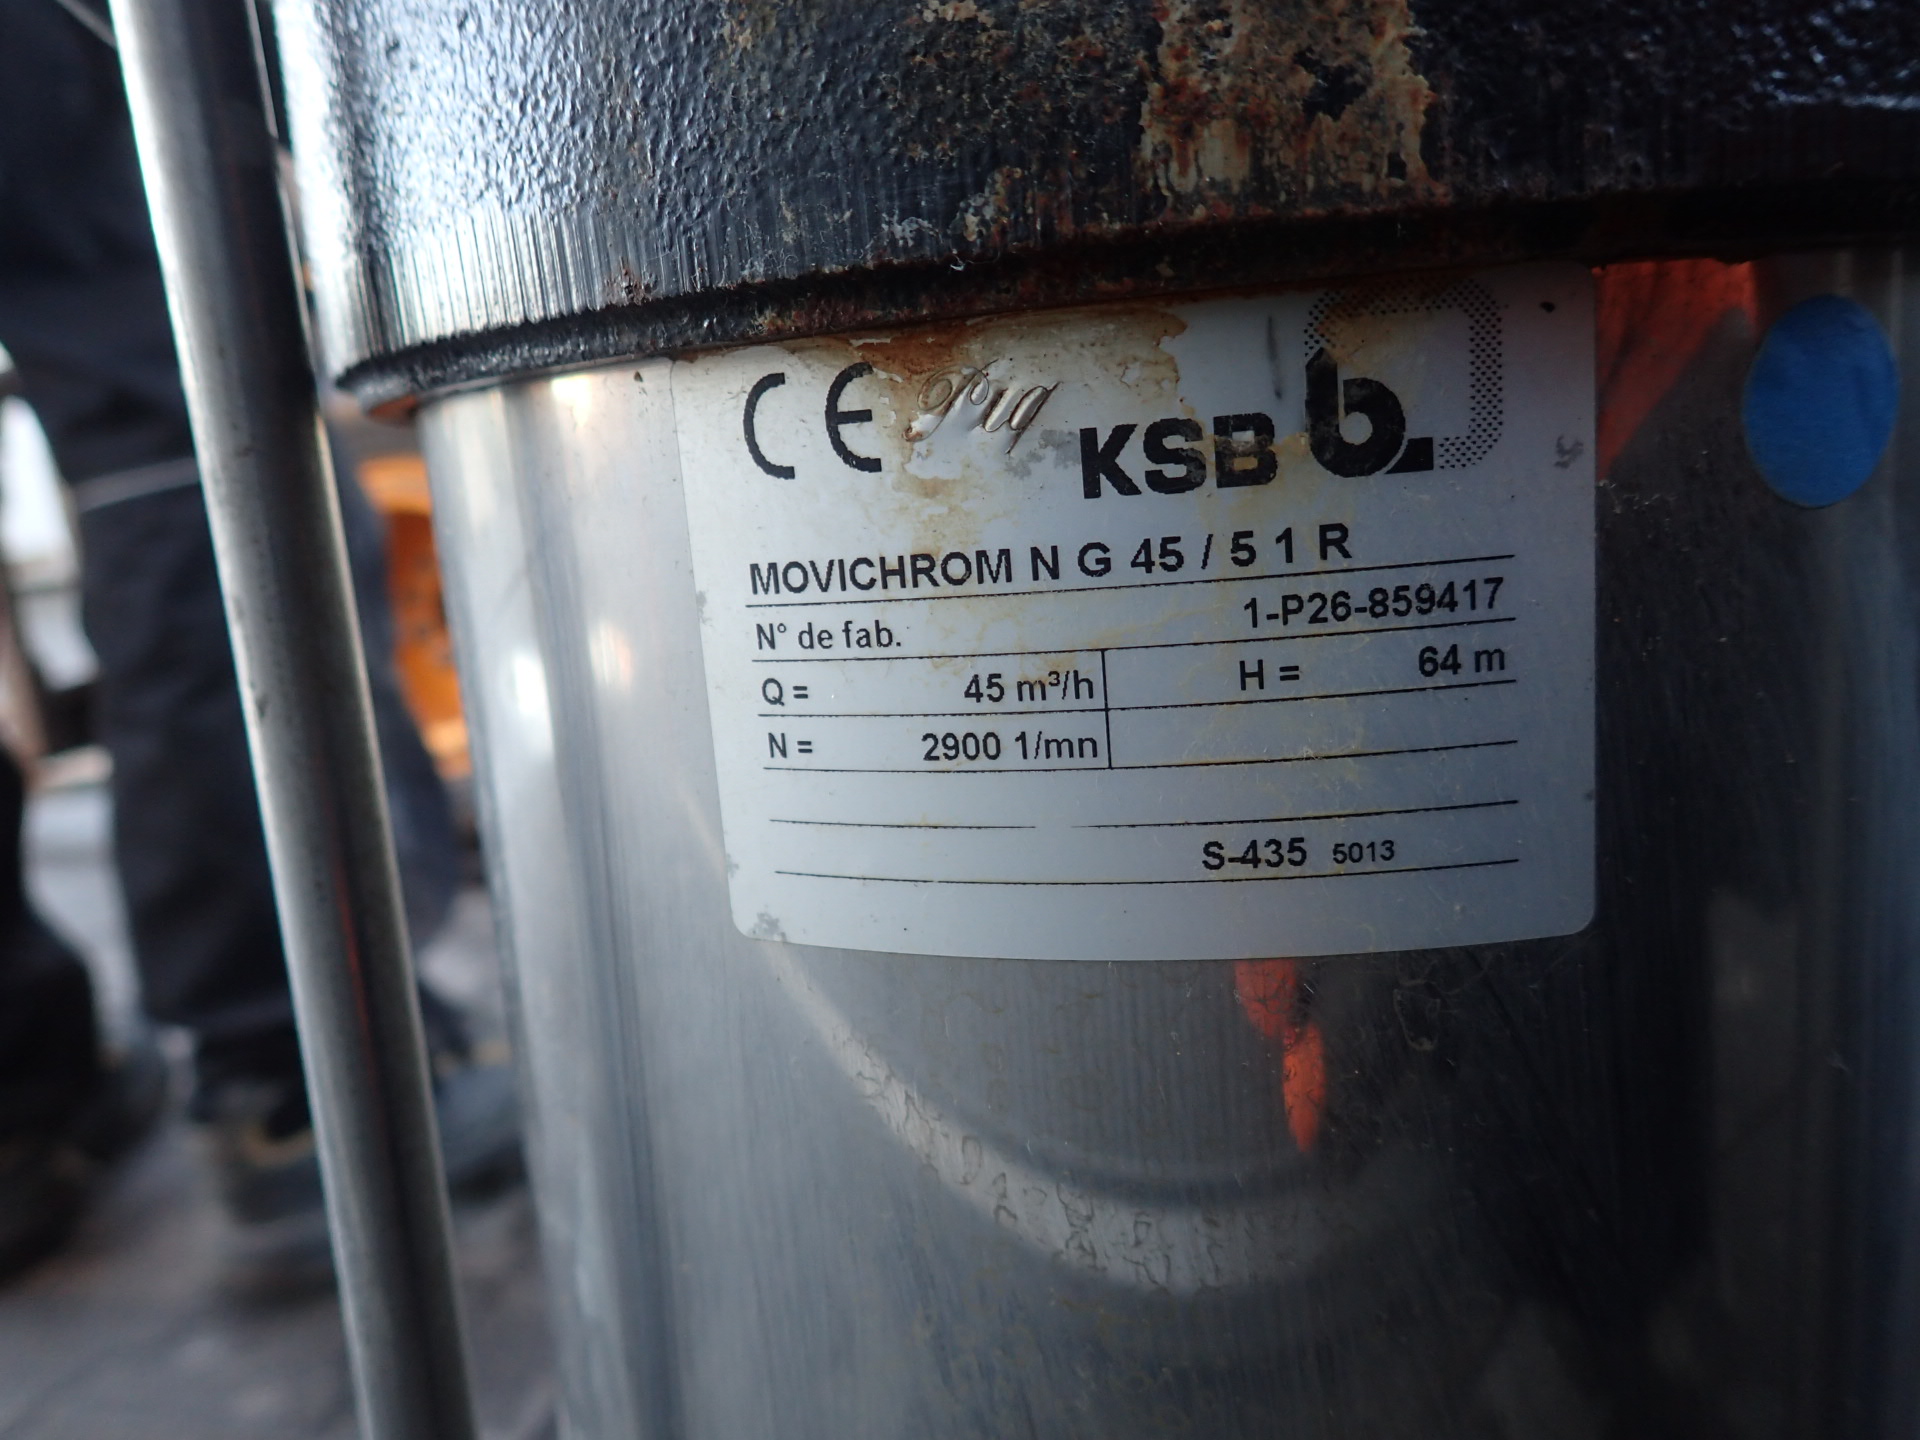 CE Piq KSB b.
MOVICHROM N G 45 / 5 1 R
N° de fab. 1-P26-859417
Q = 45 m³/h H = 64 m
N = 2900 1/mn
S-435 5013